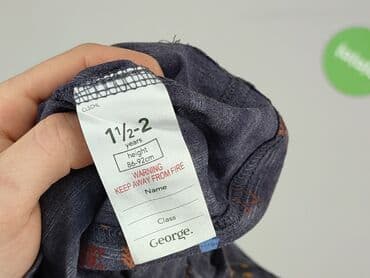 1½-2
years
height
86-92cm
WARNING
KEEP AWAY FROM FIRE
Name
Class
George.